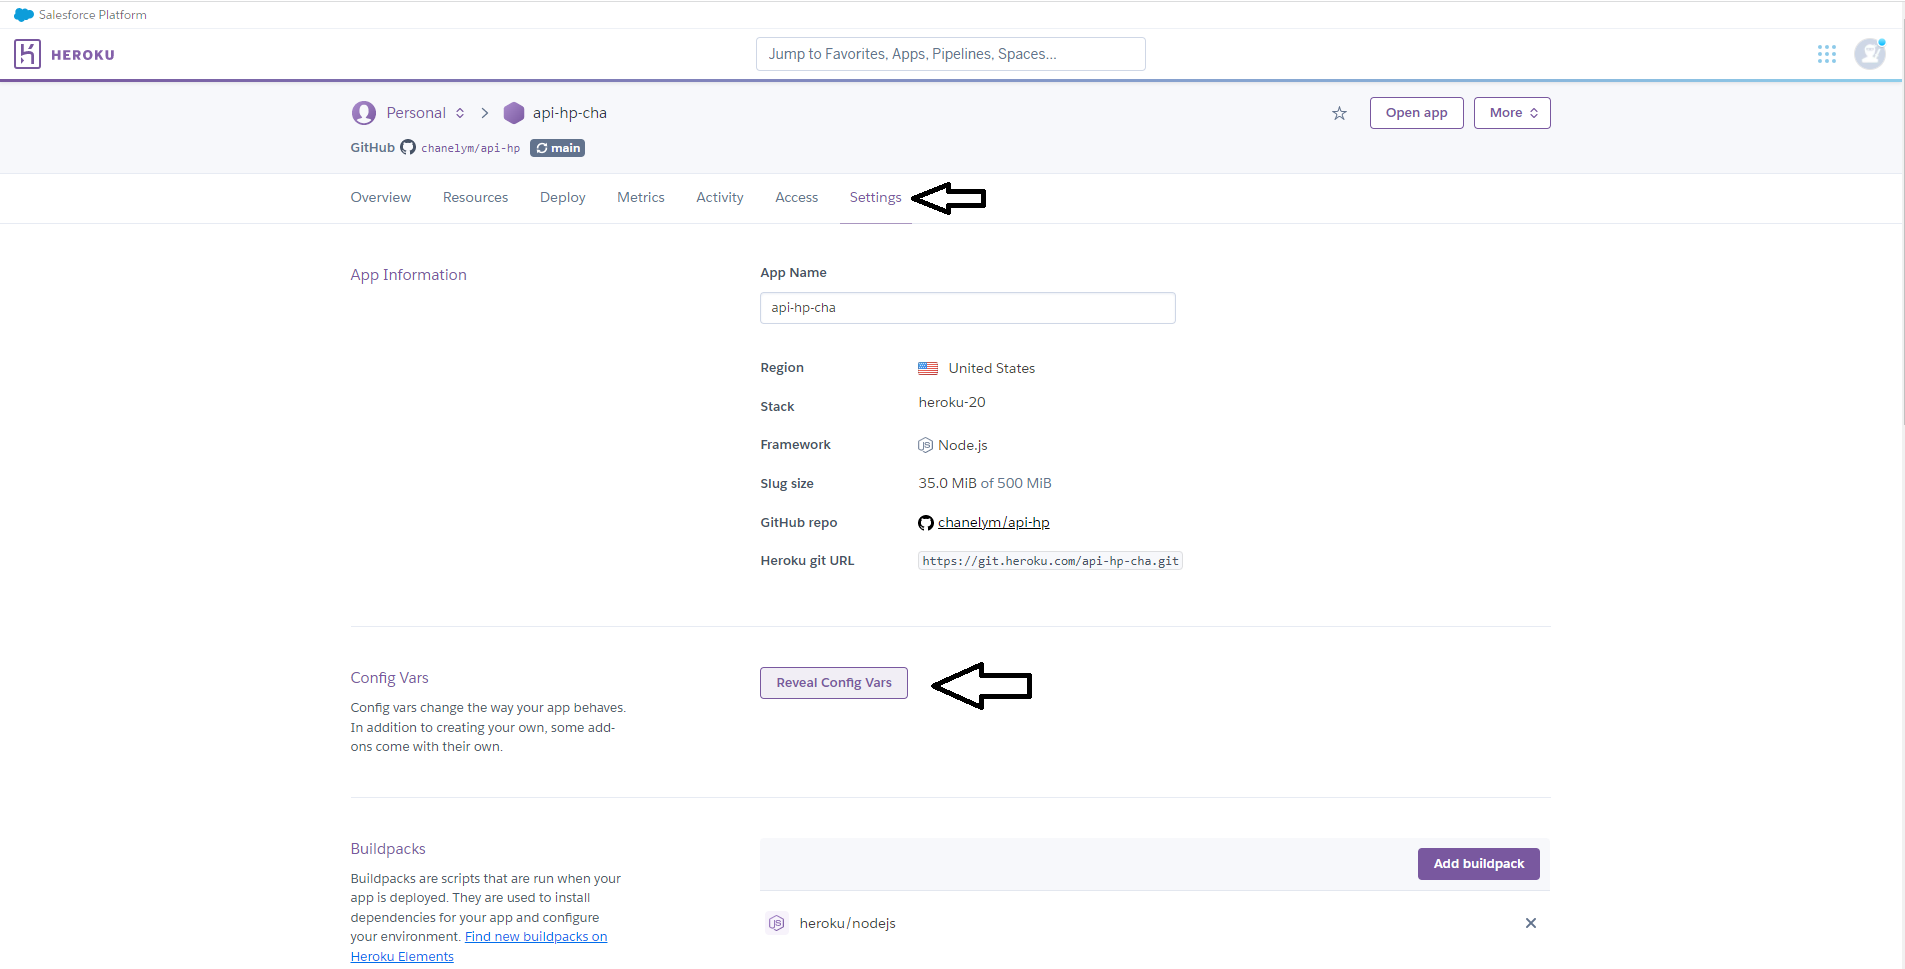 Salesforce Platform
HEROKU
Jump to Favorites, Apps, Pipelines, Spaces...
Personal api-hp-cha
Open app
More
GitHub chanelym/api-hp main
Overview Resources Deploy Metrics Activity Access Settings
App Information
App Name
api-hp-cha
Region United States
Stack heroku-20
Framework Node.js
Slug size 35.0 MiB of 500 MiB
GitHub repo chanelym/api-hp
Heroku git URL https://git.heroku.com/api-hp-cha.git
Config Vars
Config vars change the way your app behaves.
In addition to creating your own, some add-
ons come with their own.
Reveal Config Vars
Buildpacks
Buildpacks are scripts that are run when your
app is deployed. They are used to install
dependencies for your app and configure
your environment. Find new buildpacks on
Heroku Elements
Add buildpack
heroku/nodejs